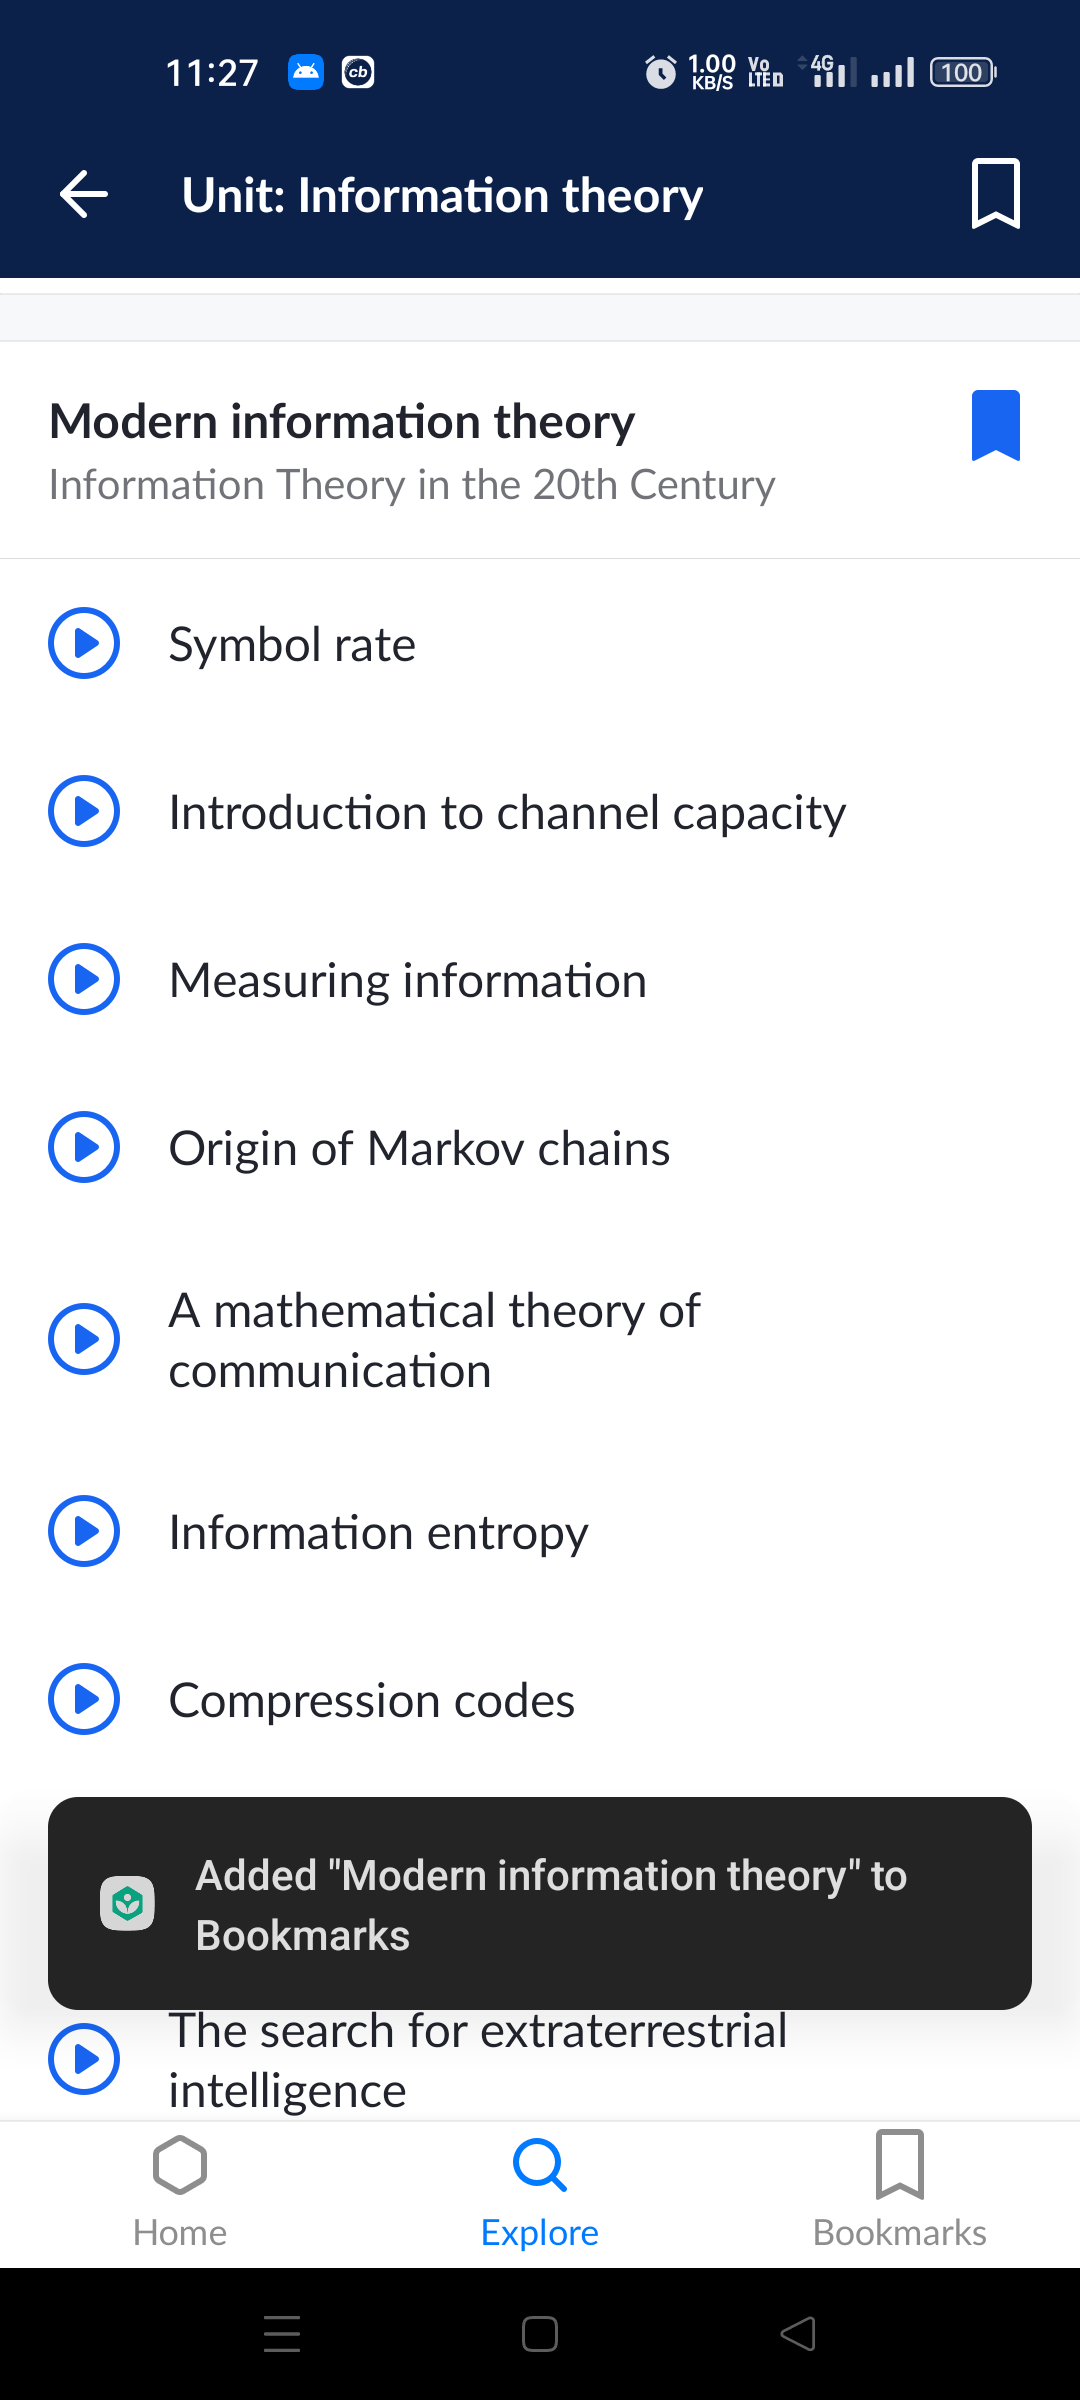 11:27
cb
1.00
KB/S
Vo
LTE D
4G
100
Unit: Information theory
Modern information theory
Information Theory in the 20th Century
Symbol rate
Introduction to channel capacity
Measuring information
Origin of Markov chains
A mathematical theory of
communication
Information entropy
Compression codes
Added "Modern information theory" to
Bookmarks
The search for extraterrestrial
intelligence
Home
Explore
Bookmarks